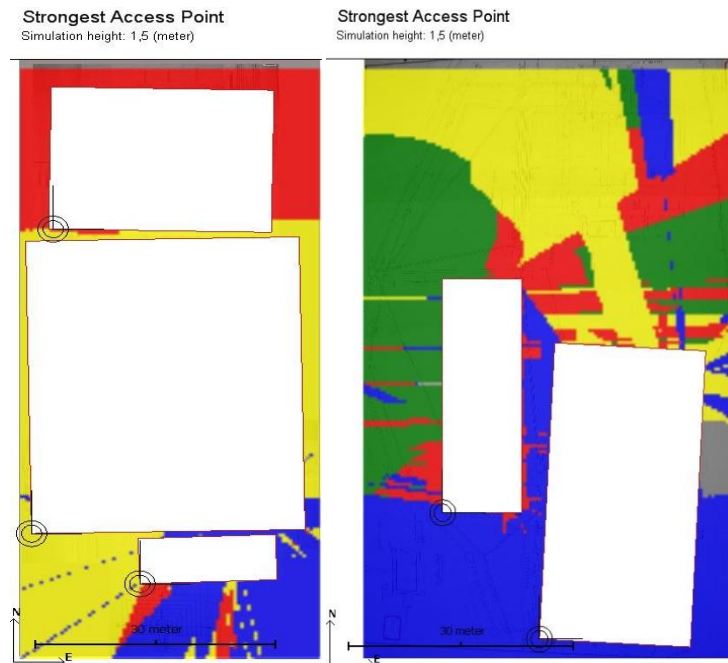 Strongest Access Point
Simulation height: 1,5 (meter)
30 meter
N
E
Strongest Access Point
Simulation height: 1,5 (meter)
30 meter
N
E